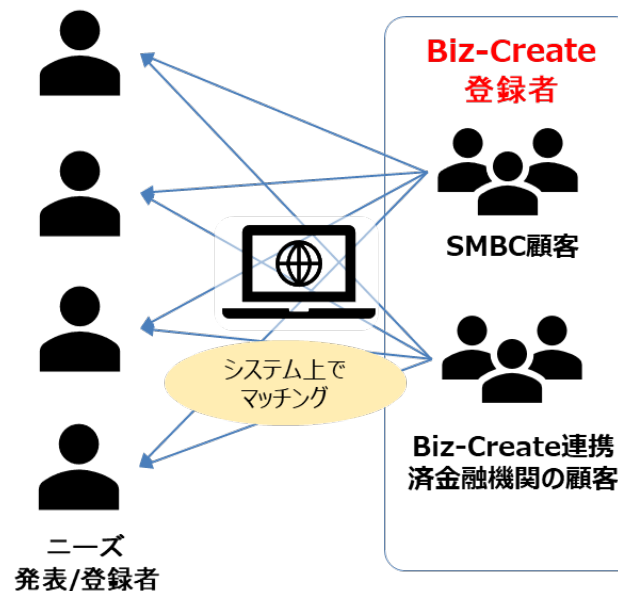 Biz-Create
登録者
SMBC顧客
システム上で
マッチング
Biz-Create連携
済金融機関の顧客
ニーズ
発表/登録者